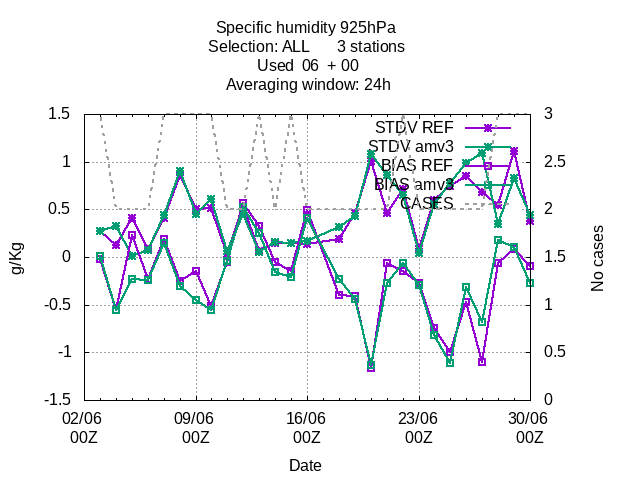 Specific humidity 925hPa
Selection: ALL 3 stations
Used 06 + 00
Averaging window: 24h
1.5
1
0.5
0
-0.5
-1
-1.5
g/Kg
3
2.5
2
1.5
1
0.5
0
No cases
STDV REF
STDV amv3
BIAS REF
BIAS amv3
CASES
02/06 09/06 16/06 23/06 30/06
00Z 00Z 00Z 00Z 00Z
Date